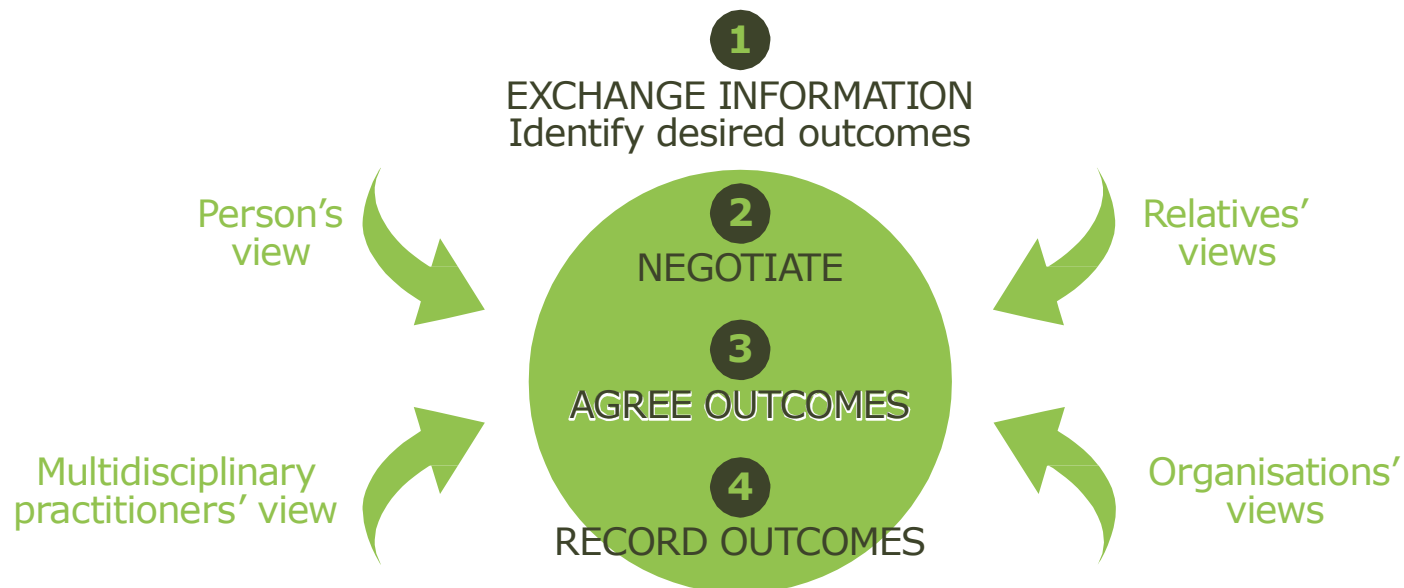 1
EXCHANGE INFORMATION
Identify desired outcomes
Person’s
view
2
NEGOTIATE
Relatives’
views
3
AGREE OUTCOMES
Multidisciplinary
practitioners’ view
4
RECORD OUTCOMES
Organisations’
views